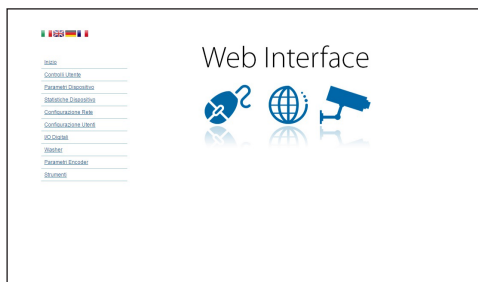 Web Interface
Inizio
Controlli Utente
Parametri Dispositivo
Statistiche Dispositivo
Configurazione Rete
Configurazione Utenti
I/O Digitali
Washer
Parametri Encoder
Strumenti